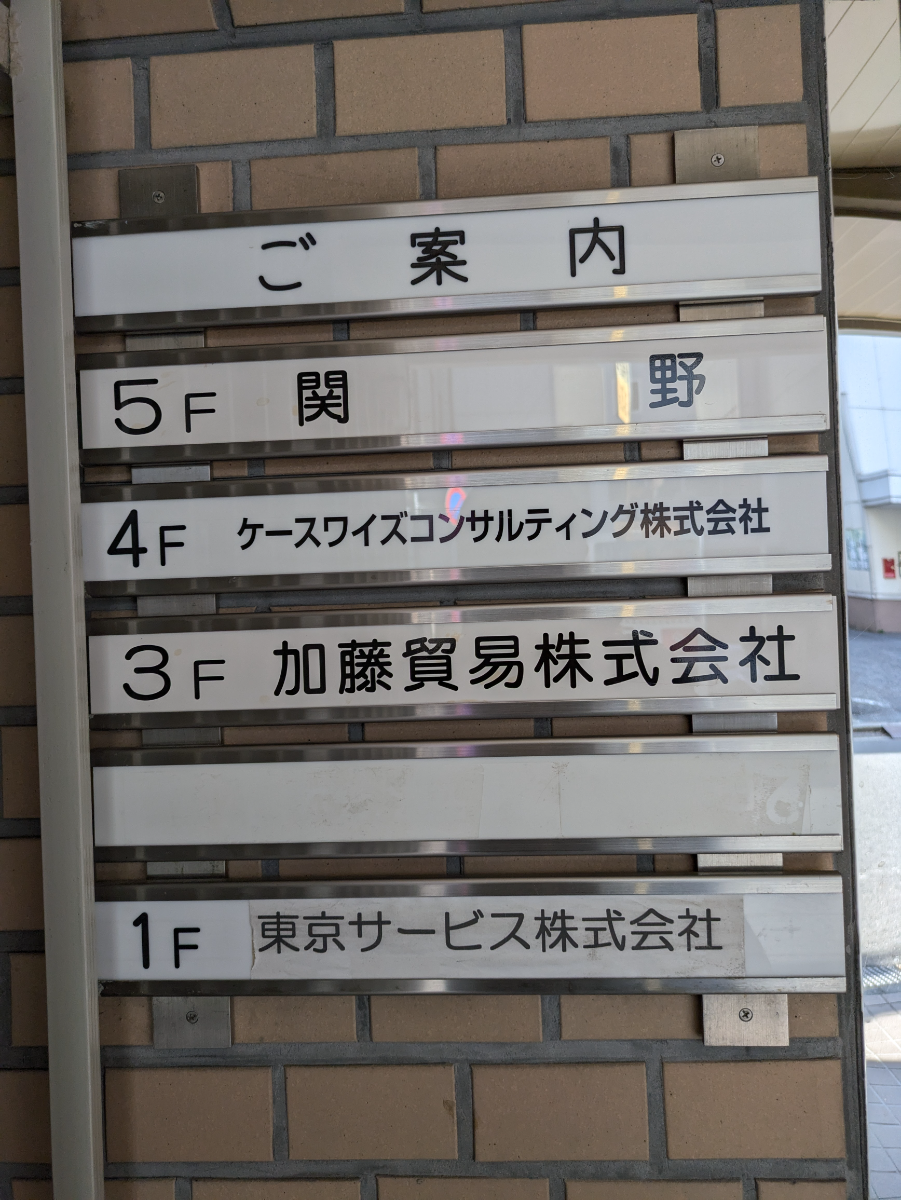 ご案内
5F 関野
4F ケースワイズコンサルティング株式会社
3F 加藤貿易株式会社
1F 東京サービス株式会社